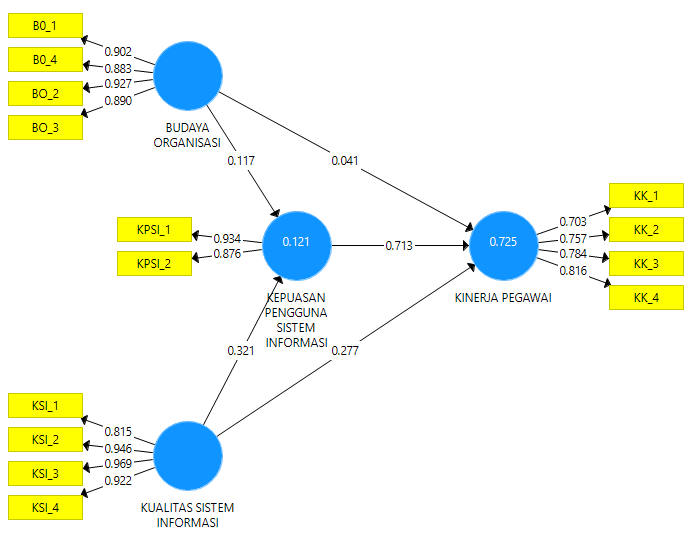 B0_1
B0_4
BO_2
BO_3
0.902
0.883
0.927
0.890
BUDAYA
ORGANISASI
0.117
0.041
KPSI_1
KPSI_2
0.934
0.876
0.121
KEPUASAN
PENGGUNA
SISTEM
INFORMASI
0.713
0.725
KINERJA PEGAWAI
0.703
0.757
0.784
0.816
KK_1
KK_2
KK_3
KK_4
0.321
0.277
KSI_1
KSI_2
KSI_3
KSI_4
0.815
0.946
0.969
0.922
KUALITAS SISTEM
INFORMASI